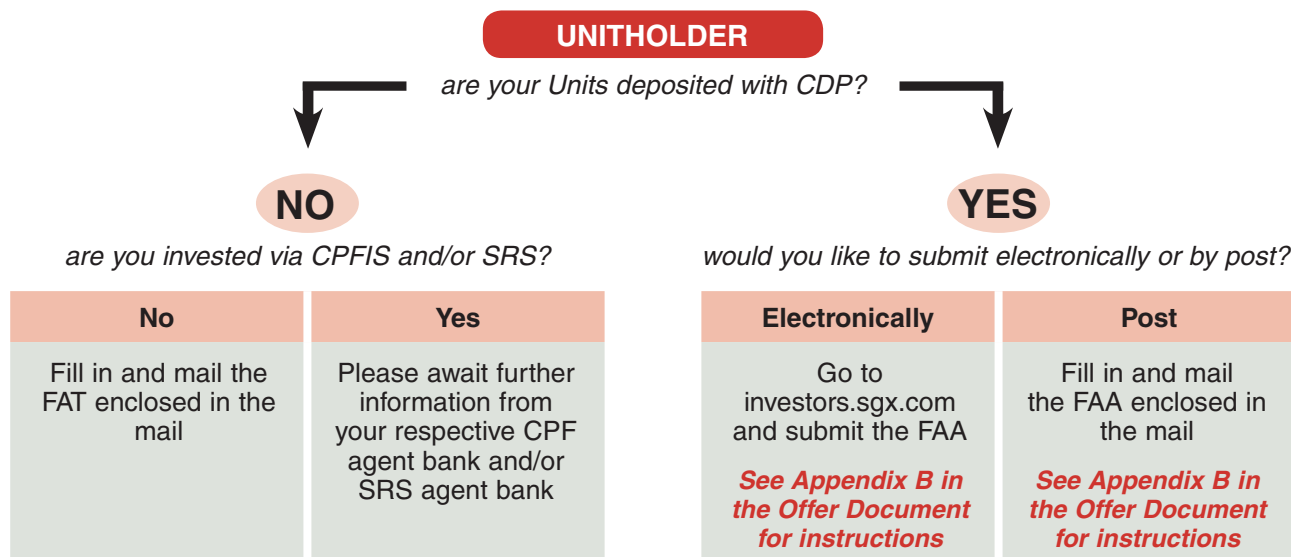 UNITHOLDER
are your Units deposited with CDP?
NO
are you invested via CPFIS and/or SRS?
No
Fill in and mail the
FAT enclosed in the
mail
Yes
Please await further
information from
your respective CPF
agent bank and/or
SRS agent bank
YES
would you like to submit electronically or by post?
Electronically
Go to
investors.sgx.com
and submit the FAA
See Appendix B in
the Offer Document
for instructions
Post
Fill in and mail
the FAA enclosed in
the mail
See Appendix B in
the Offer Document
for instructions